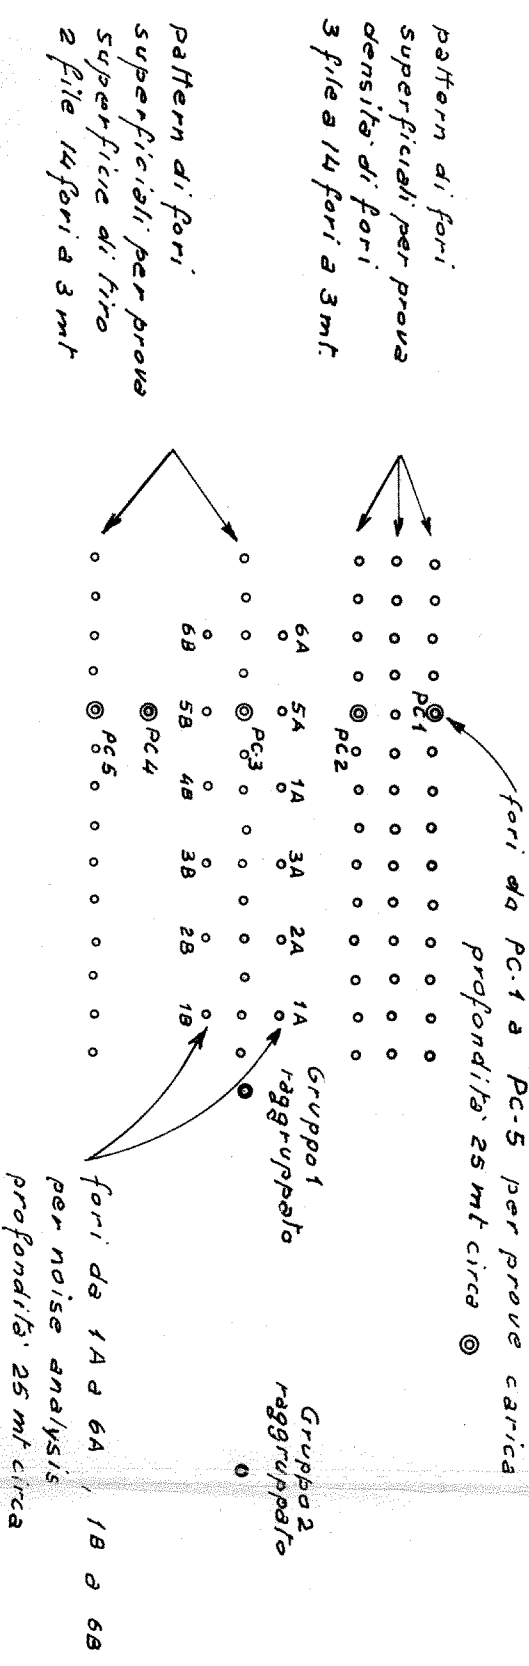 fori da PC-1 a PC-5 per prove carica
profondità 25 mt circa
pattern di fori
superficiali per prova
densità di fori
3 file a 14 fori a 3 mt.
PC1
PC2
6A 5A 1A 3A 2A 1A
Gruppo 1
raggruppato
Gruppo 2
raggruppato
PC-3
pattern di fori
superficiali per prova
superficie di tiro
2 file 14 fori a 3 mt
6B 5B 4B 3B 2B 1B
PC4
PC5
fori da 1A a 6A, 1B a 6B
per noise analysis
profondità 25 mt circa